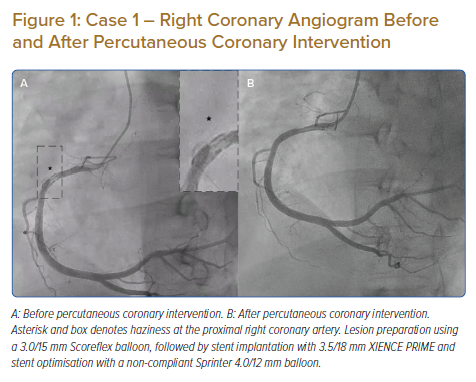 Figure 1: Case 1 – Right Coronary Angiogram Before
and After Percutaneous Coronary Intervention
A
*
*
B
A: Before percutaneous coronary intervention. B: After percutaneous coronary intervention.
Asterisk and box denotes haziness at the proximal right coronary artery. Lesion preparation using
a 3.0/15 mm Scoreflex balloon, followed by stent implantation with 3.5/18 mm XIENCE PRIME and
stent optimisation with a non-compliant Sprinter 4.0/12 mm balloon.